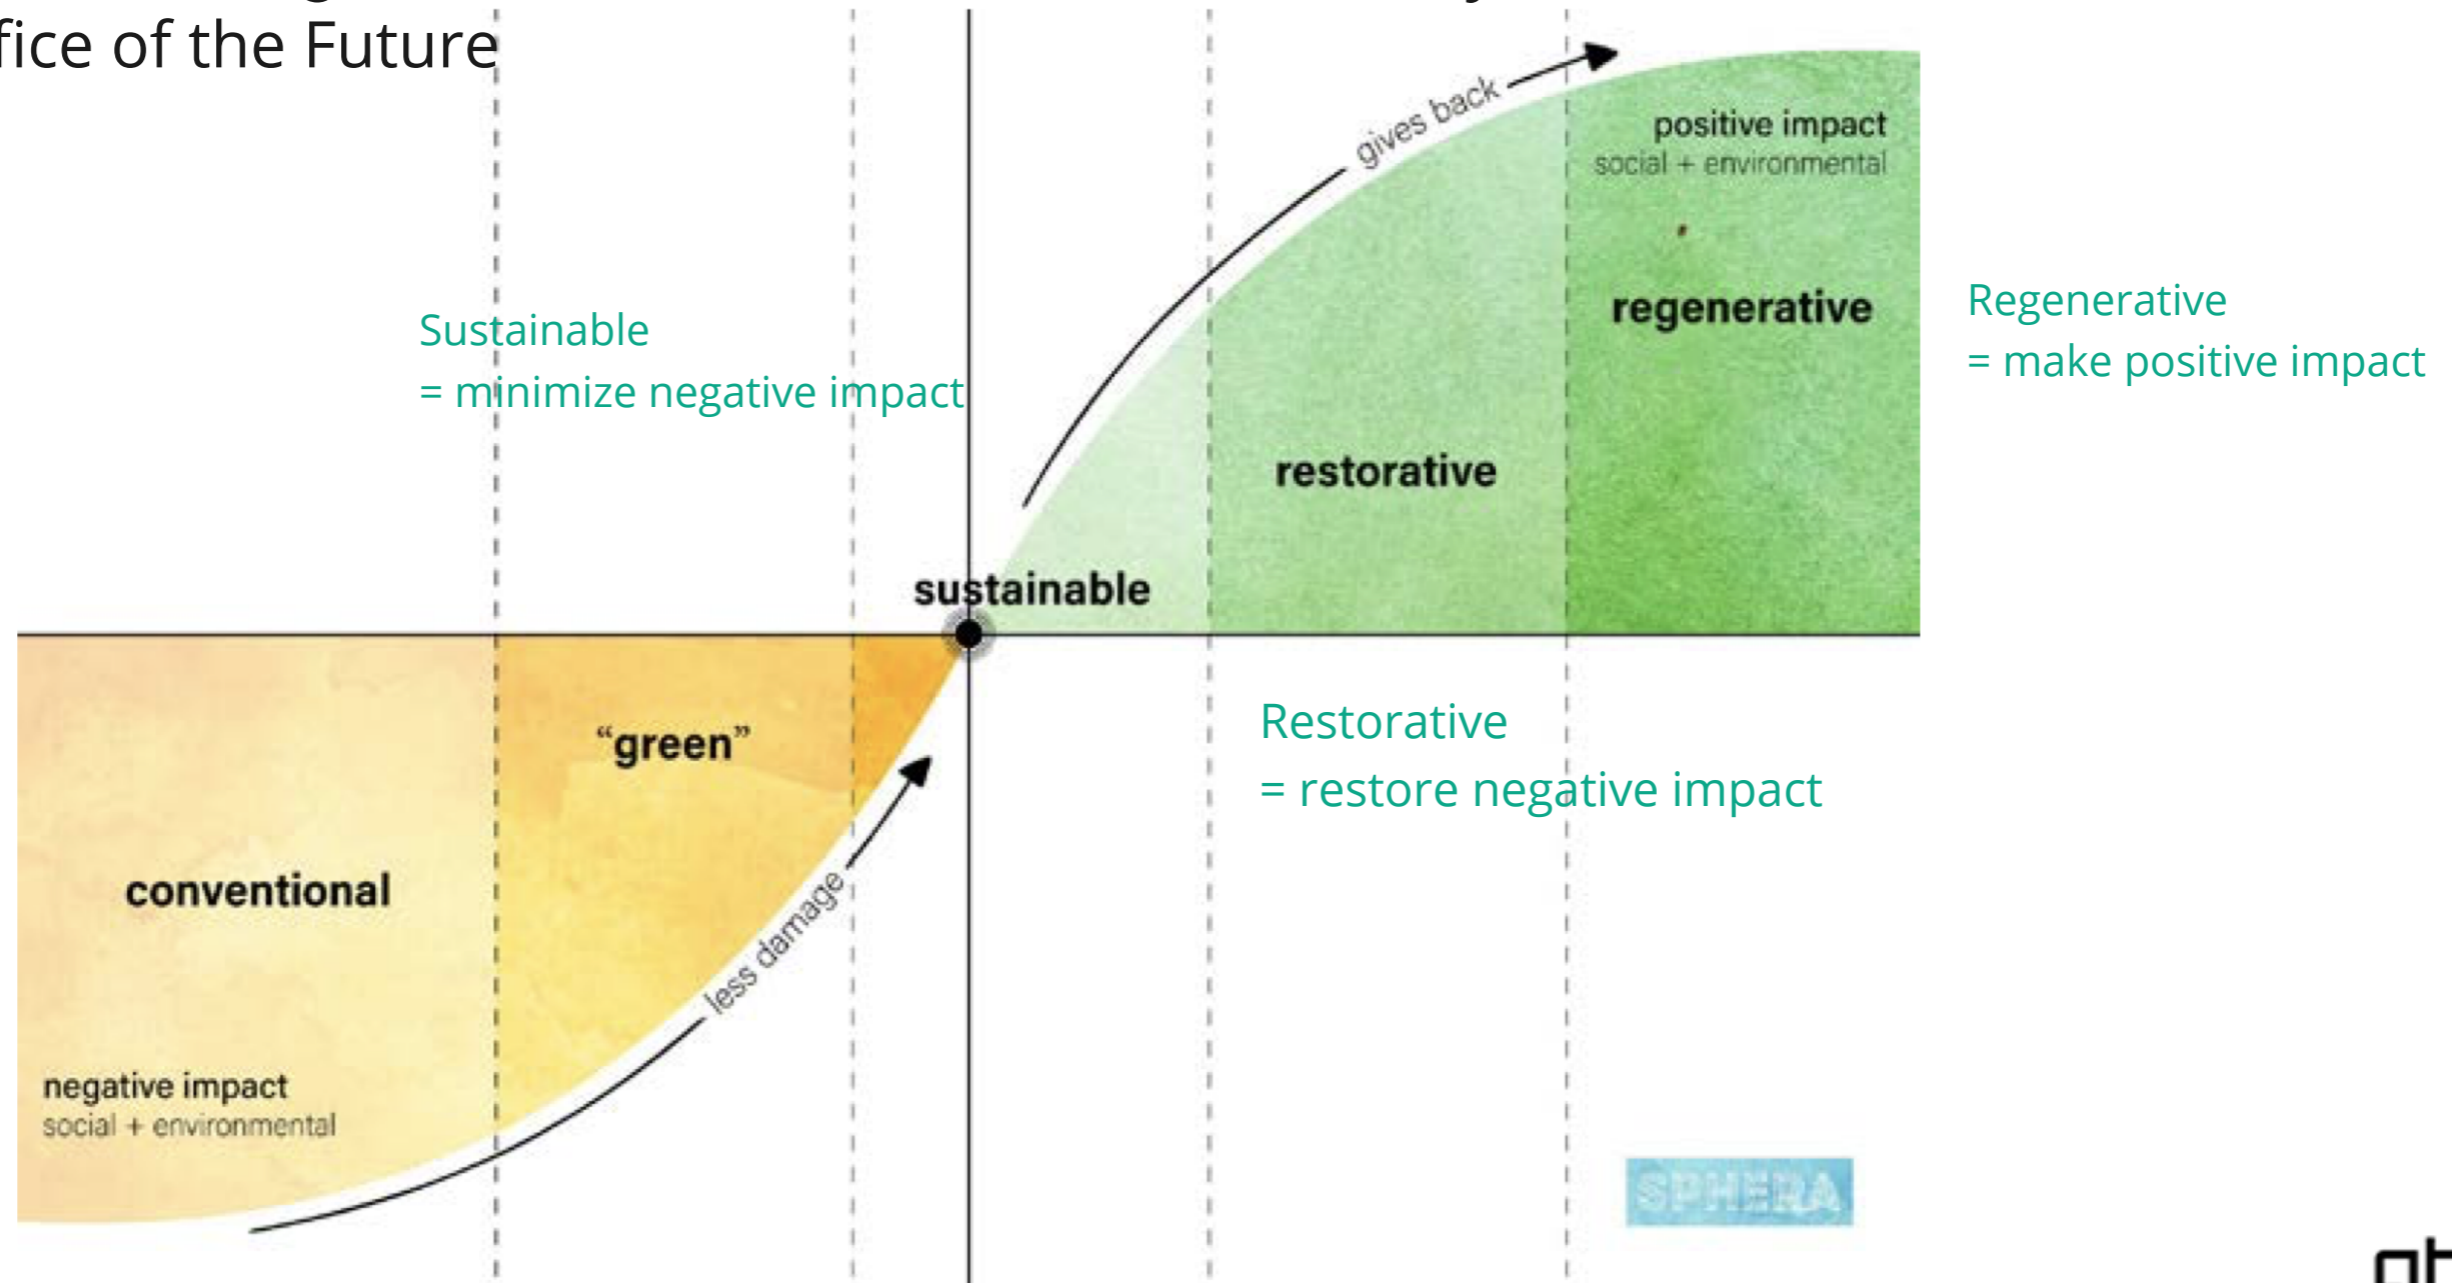 fice of the Future
gives back
positive impact
social + environmental
regenerative
Regenerative
= make positive impact
Sustainable
= minimize negative impact
restorative
sustainable
Restorative
= restore negative impact
“green”
conventional
less damage
negative impact
social + environmental
SPHERA